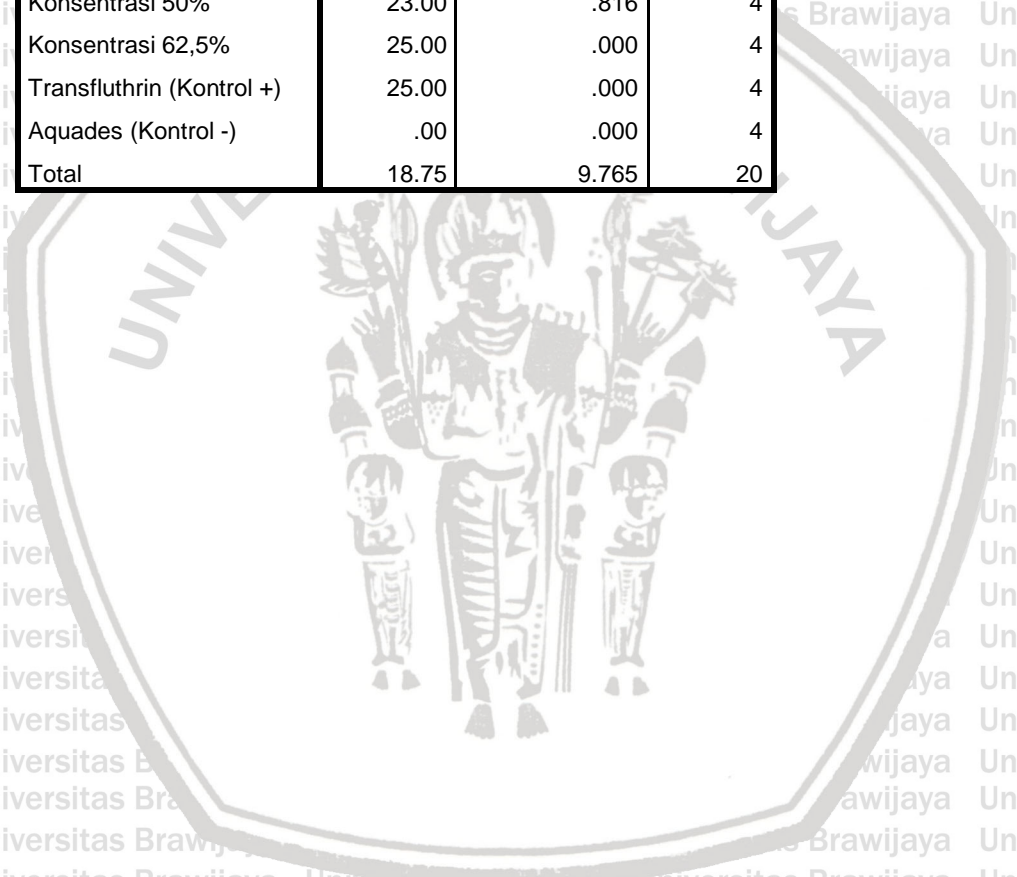 Konsentrasi 50% 23.00 .816 4
Konsentrasi 62,5% 25.00 .000 4
Transfluthrin (Kontrol +) 25.00 .000 4
Aquades (Kontrol -) .00 .000 4
Total 18.75 9.765 20